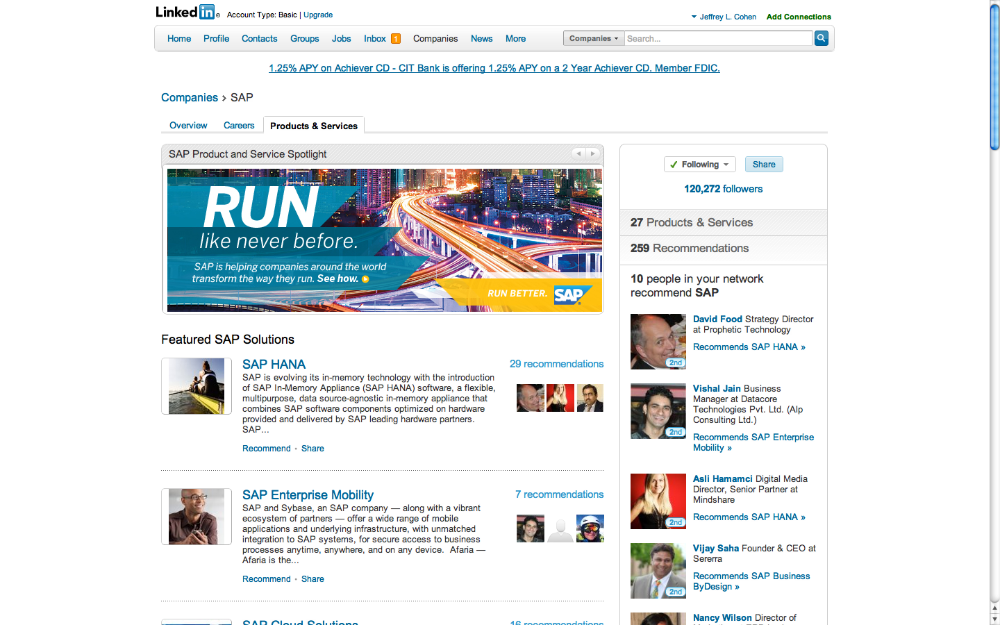 Linked in ® Account Type: Basic | Upgrade
Jeffrey L. Cohen Add Connections
Home Profile Contacts Groups Jobs Inbox 1 Companies News More Companies Search...
1.25% APY on Achiever CD - CIT Bank is offering 1.25% APY on a 2 Year Achiever CD. Member FDIC.
Companies › SAP
Overview Careers Products & Services
SAP Product and Service Spotlight
RUN
like never before.
SAP is helping companies around the world
transform the way they run. See how.
RUN BETTER. SAP
Featured SAP Solutions
SAP HANA
29 recommendations
SAP is evolving its in-memory technology with the introduction
of SAP In-Memory Appliance (SAP HANA) software, a flexible,
multipurpose, data source-agnostic in-memory appliance that
combines SAP software components optimized on hardware
provided and delivered by SAP leading hardware partners.
SAP...
Recommend • Share
SAP Enterprise Mobility
7 recommendations
SAP and Sybase, an SAP company — along with a vibrant
ecosystem of partners — offer a wide range of mobile
applications and underlying infrastructure, with unmatched
integration to SAP systems, for secure access to business
processes anytime, anywhere, and on any device. Afaria —
Afaria is the...
Recommend • Share
SAP Cloud Solutions
16 recommendations
Following Share
120,272 followers
27 Products & Services
259 Recommendations
10 people in your network
recommend SAP
David Food Strategy Director
at Prophetic Technology
Recommends SAP HANA »
2nd
Vishal Jain Business
Manager at Datacore
Technologies Pvt. Ltd. (Alp
Consulting Ltd.)
Recommends SAP Enterprise
Mobility »
2nd
Asli Hamamci Digital Media
Director, Senior Partner at
Mindshare
Recommends SAP HANA »
2nd
Vijay Saha Founder & CEO at
Sererra
Recommends SAP Business
ByDesign »
2nd
Nancy Wilson Director of